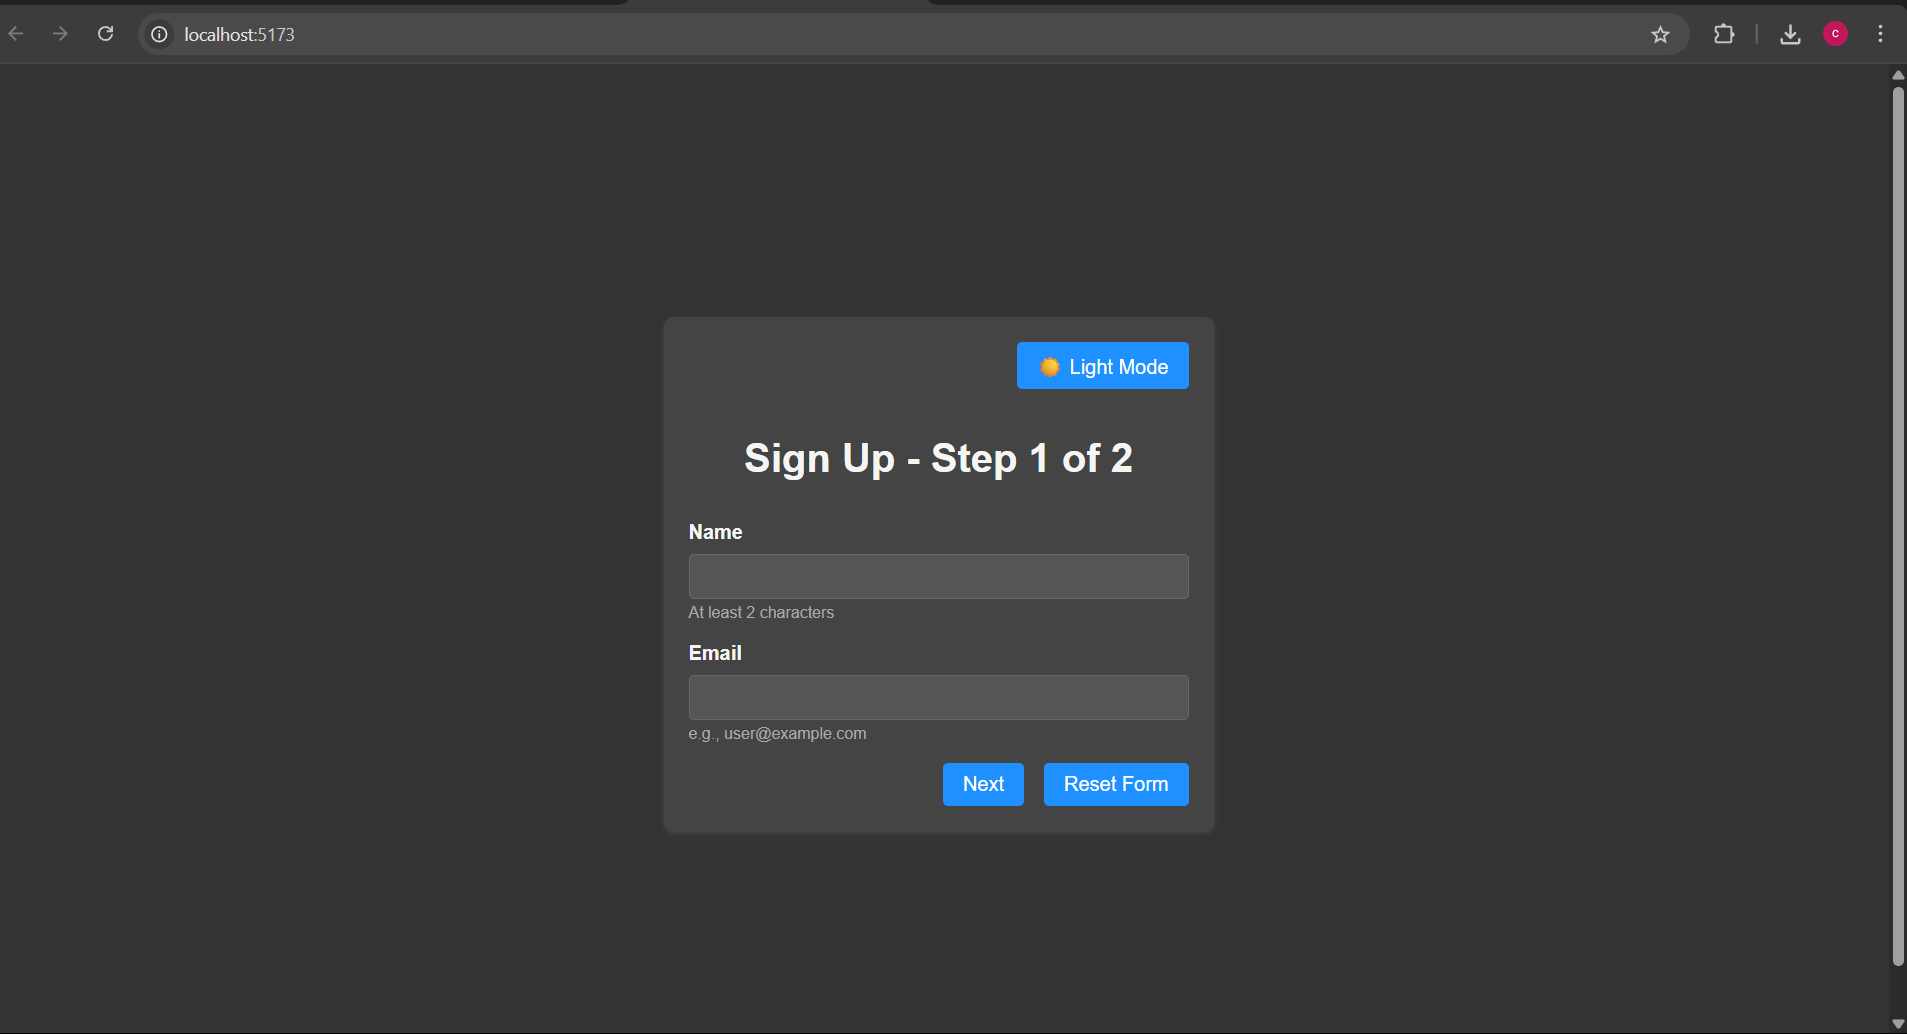 localhost:5173
C
Light Mode
Sign Up - Step 1 of 2
Name
At least 2 characters
Email
e.g., user@example.com
Next
Reset Form